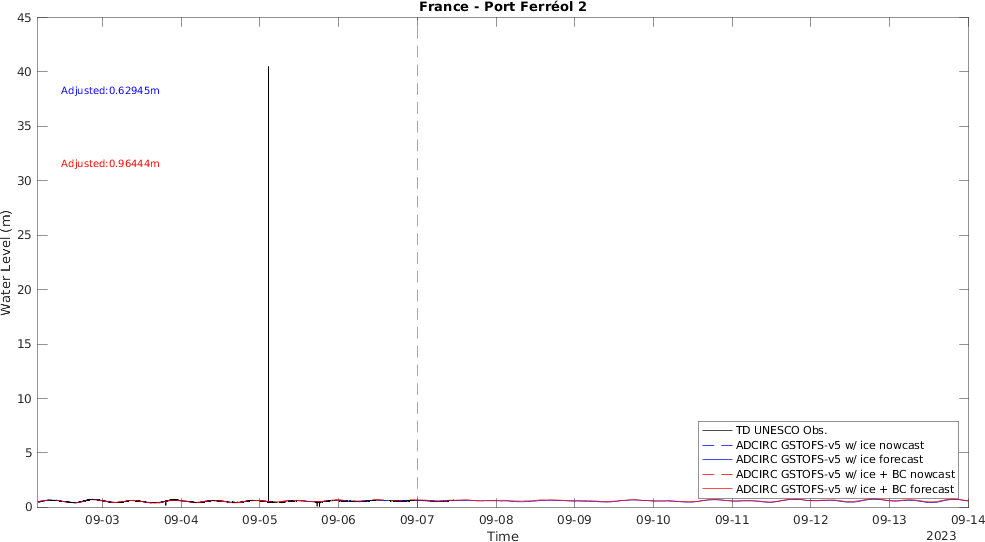 France - Port Ferréol 2
45
40
35
30
25
20
15
10
5
0
Water Level (m)
Adjusted:0.62945m
Adjusted:0.96444m
TD UNESCO Obs.
ADCIRC GSTOFS-v5 w/ ice nowcast
ADCIRC GSTOFS-v5 w/ ice forecast
ADCIRC GSTOFS-v5 w/ ice + BC nowcast
ADCIRC GSTOFS-v5 w/ ice + BC forecast
09-03 09-04 09-05 09-06 09-07 09-08 09-09 09-10 09-11 09-12 09-13 09-14
Time
2023